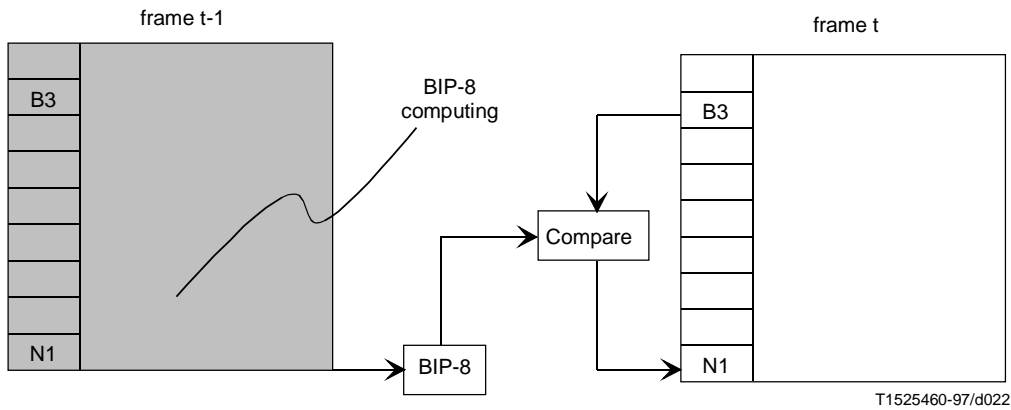 frame t-1
frame t
B3
BIP-8
computing
B3
Compare
N1
BIP-8
N1
T1525460-97/d022